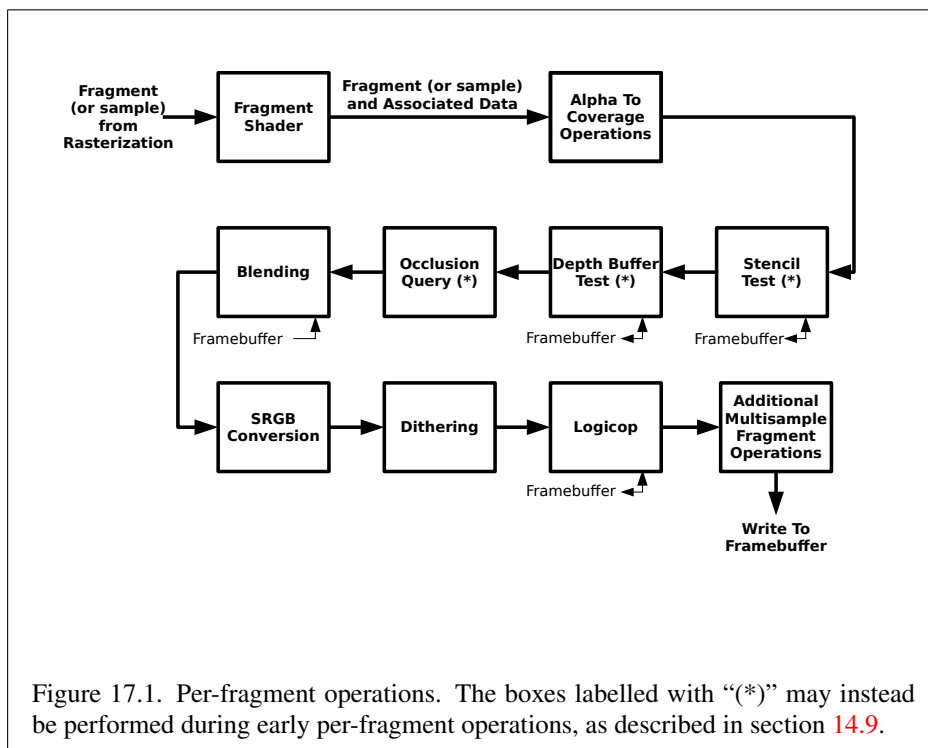 Fragment
(or sample)
from
Rasterization
Fragment
Shader
Fragment (or sample)
and Associated Data
Alpha To
Coverage
Operations
Blending
Occlusion
Query (*)
Depth Buffer
Test (*)
Stencil
Test (*)
Framebuffer
Framebuffer
Framebuffer
SRGB
Conversion
Dithering
Logicop
Additional
Multisample
Fragment
Operations
Framebuffer
Write To
Framebuffer
Figure 17.1. Per-fragment operations. The boxes labelled with “(*)” may instead
be performed during early per-fragment operations, as described in section 14.9.